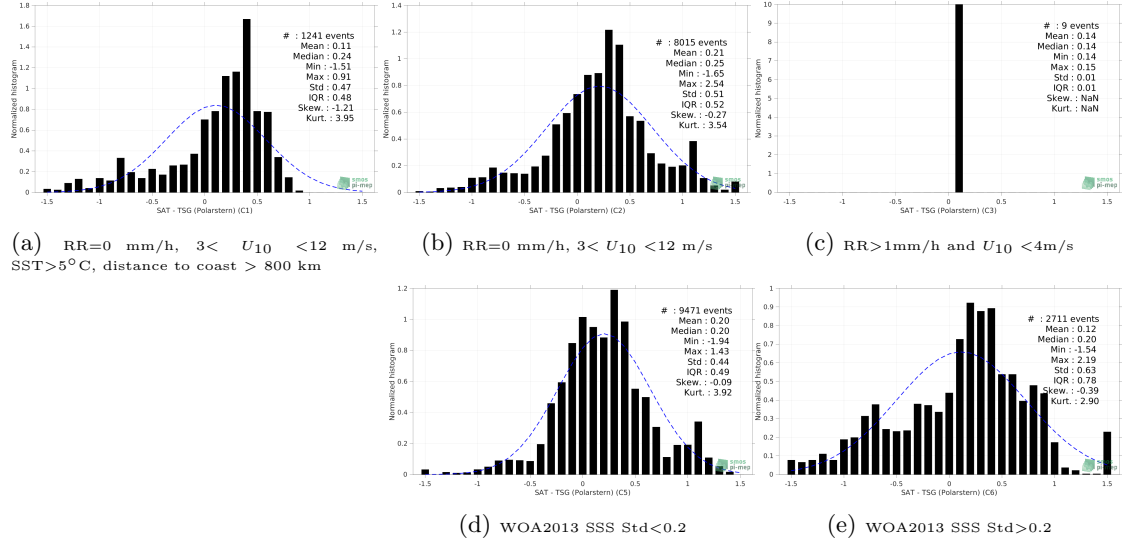 1.8
1.6
1.4
1.2
1
0.8
0.6
0.4
0.2
0
Normalized histogram
# : 1241 events
Mean : 0.11
Median : 0.24
Min : -1.51
Max : 0.91
Std : 0.47
IQR : 0.48
Skew. : -1.21
Kurt. : 3.95
smos
pi-mep
-1.5 -1 -0.5 0 0.5 1 1.5
SAT - TSG (Polarstern) (C1)
(a) RR=0 mm/h, 3< U10 <12 m/s,
SST>5°C, distance to coast > 800 km
1.4
1.2
1
0.8
0.6
0.4
0.2
0
Normalized histogram
# : 8015 events
Mean : 0.21
Median : 0.25
Min : -1.65
Max : 2.54
Std : 0.51
IQR : 0.52
Skew. : -0.27
Kurt. : 3.54
smos
pi-mep
-1.5 -1 -0.5 0 0.5 1 1.5
SAT - TSG (Polarstern) (C2)
(b) RR=0 mm/h, 3< U10 <12 m/s
10
9
8
7
6
5
4
3
2
1
0
Normalized histogram
# : 9 events
Mean : 0.14
Median : 0.14
Min : 0.14
Max : 0.15
Std : 0.01
IQR : 0.01
Skew. : NaN
Kurt. : NaN
smos
pi-mep
-1.5 -1 -0.5 0 0.5 1 1.5
SAT - TSG (Polarstern) (C3)
(c) RR>1mm/h and U10 <4m/s
1.2
1
0.8
0.6
0.4
0.2
0
Normalized histogram
# : 9471 events
Mean : 0.20
Median : 0.20
Min : -1.94
Max : 1.43
Std : 0.44
IQR : 0.49
Skew. : -0.09
Kurt. : 3.92
smos
pi-mep
-1.5 -1 -0.5 0 0.5 1 1.5
SAT - TSG (Polarstern) (C5)
(d) WOA2013 SSS Std<0.2
1
0.9
0.8
0.7
0.6
0.5
0.4
0.3
0.2
0.1
0
Normalized histogram
# : 2711 events
Mean : 0.12
Median : 0.20
Min : -1.54
Max : 2.19
Std : 0.63
IQR : 0.78
Skew. : -0.39
Kurt. : 2.90
smos
pi-mep
-1.5 -1 -0.5 0 0.5 1 1.5
SAT - TSG (Polarstern) (C6)
(e) WOA2013 SSS Std>0.2